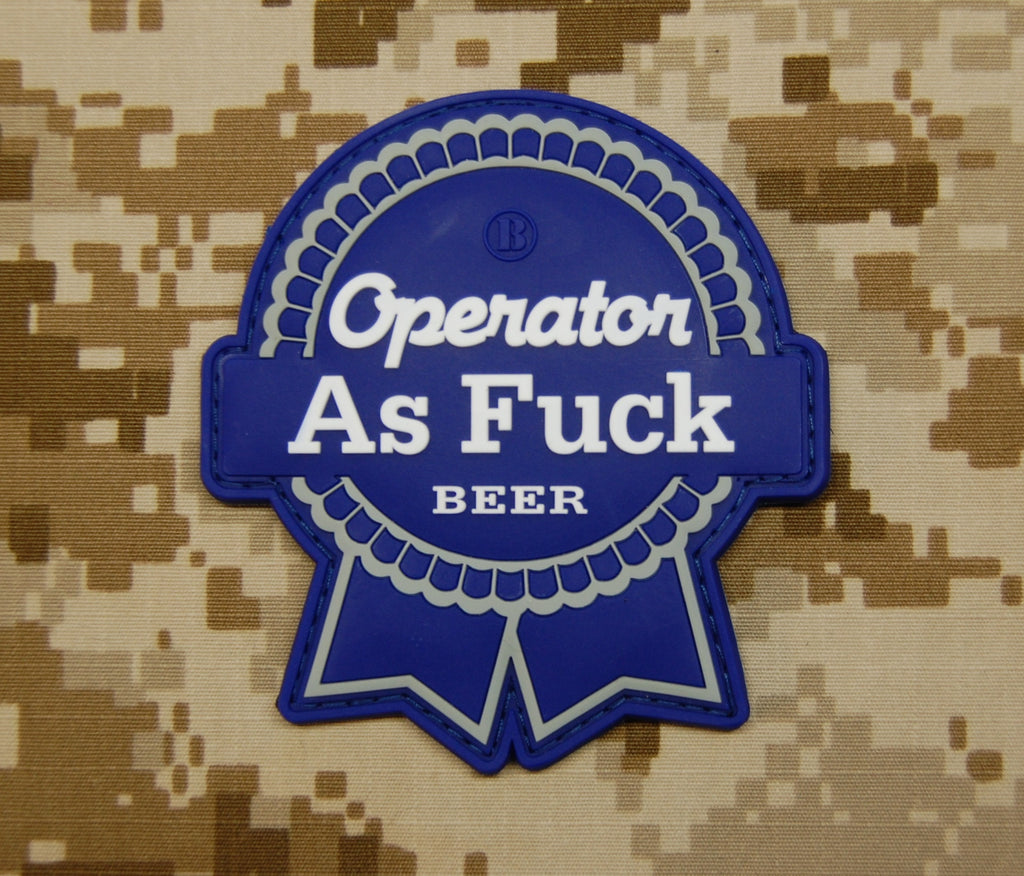 B
Operator
As Fuck
BEER